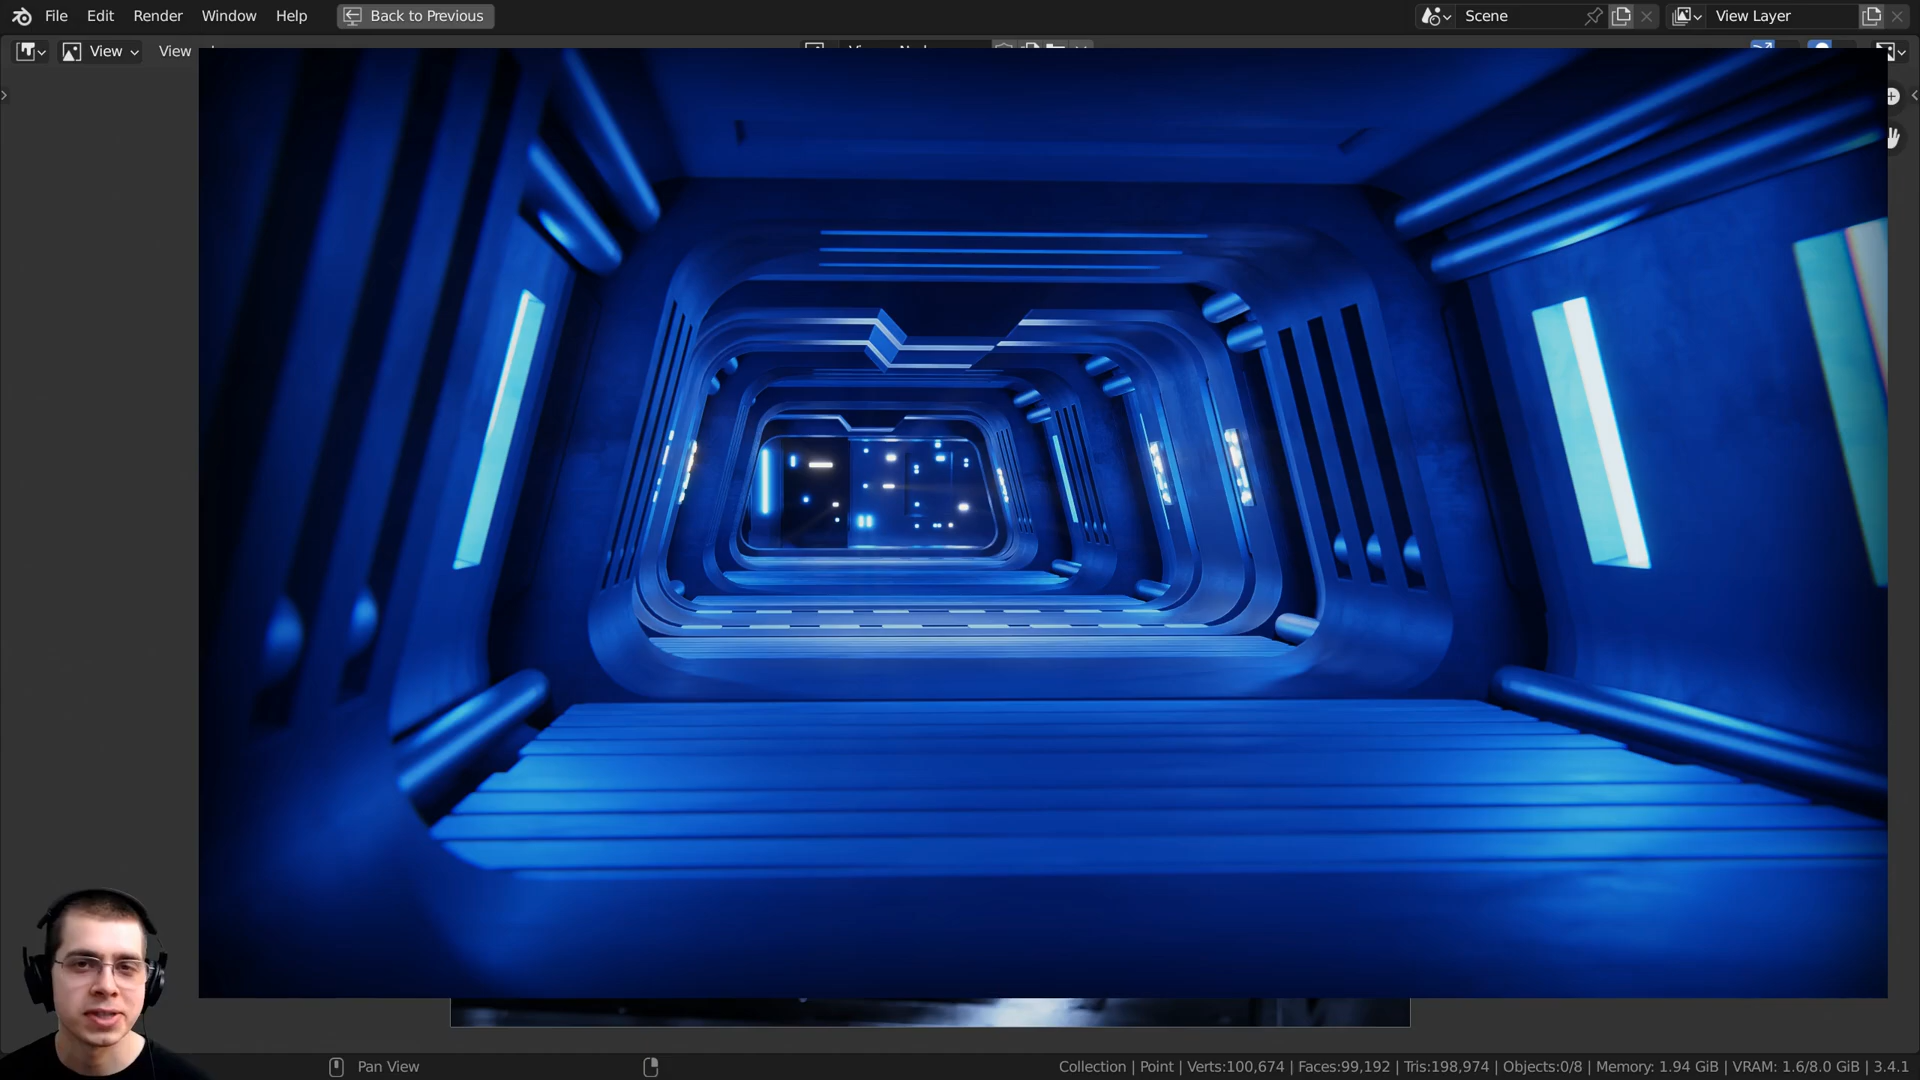 File Edit Render Window Help Back to Previous Scene View Layer
View View
Pan View
Collection | Point | Verts:100,674 | Faces:99,192 | Tris:198,974 | Objects:0/8 | Memory: 1.94 GiB | VRAM: 1.6/8.0 GiB | 3.4.1